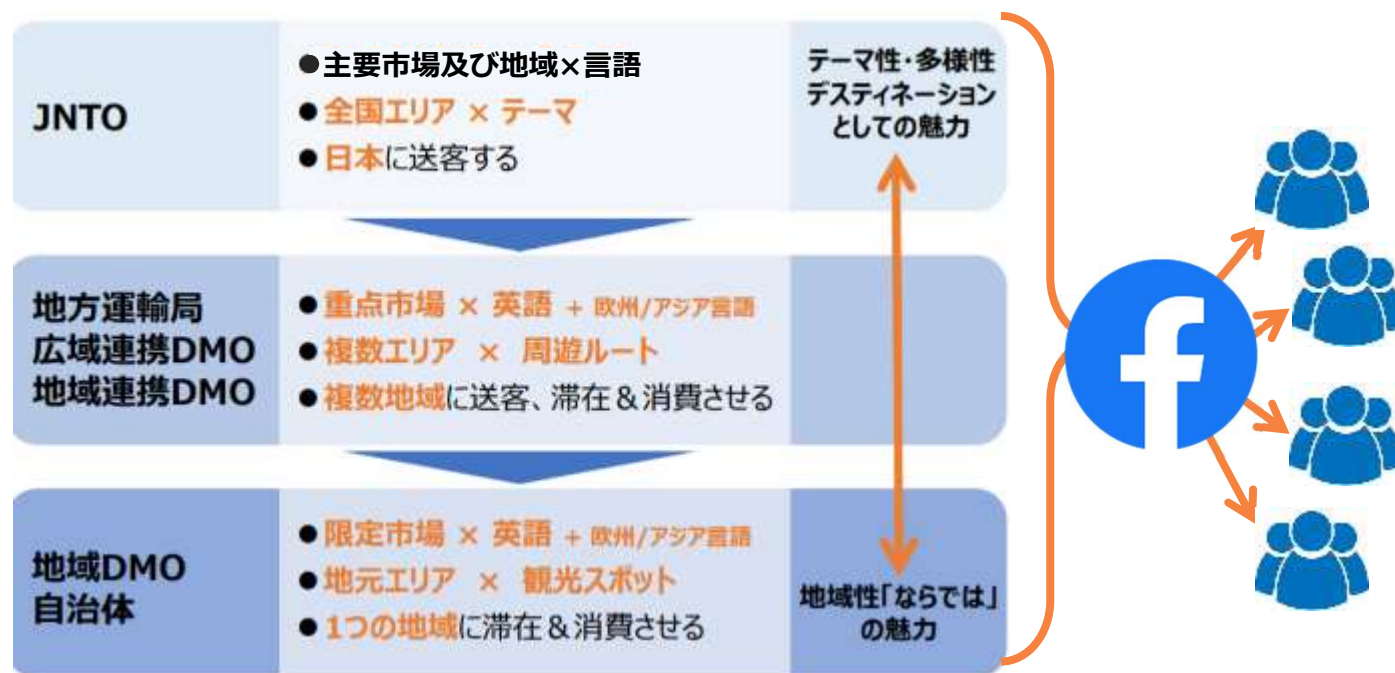 JNTO
●主要市場及び地域×言語
●全国エリア × テーマ
●日本に送客する
テーマ性・多様性
デスティネーション
としての魅力
地方運輸局
広域連携DMO
地域連携DMO
●重点市場 × 英語 + 欧州/アジア言語
●複数エリア × 周遊ルート
●複数地域に送客、滞在&消費させる
地域DMO
自治体
●限定市場 × 英語 + 欧州/アジア言語
●地元エリア × 観光スポット
●1つの地域に滞在&消費させる
地域性「ならでは」
の魅力